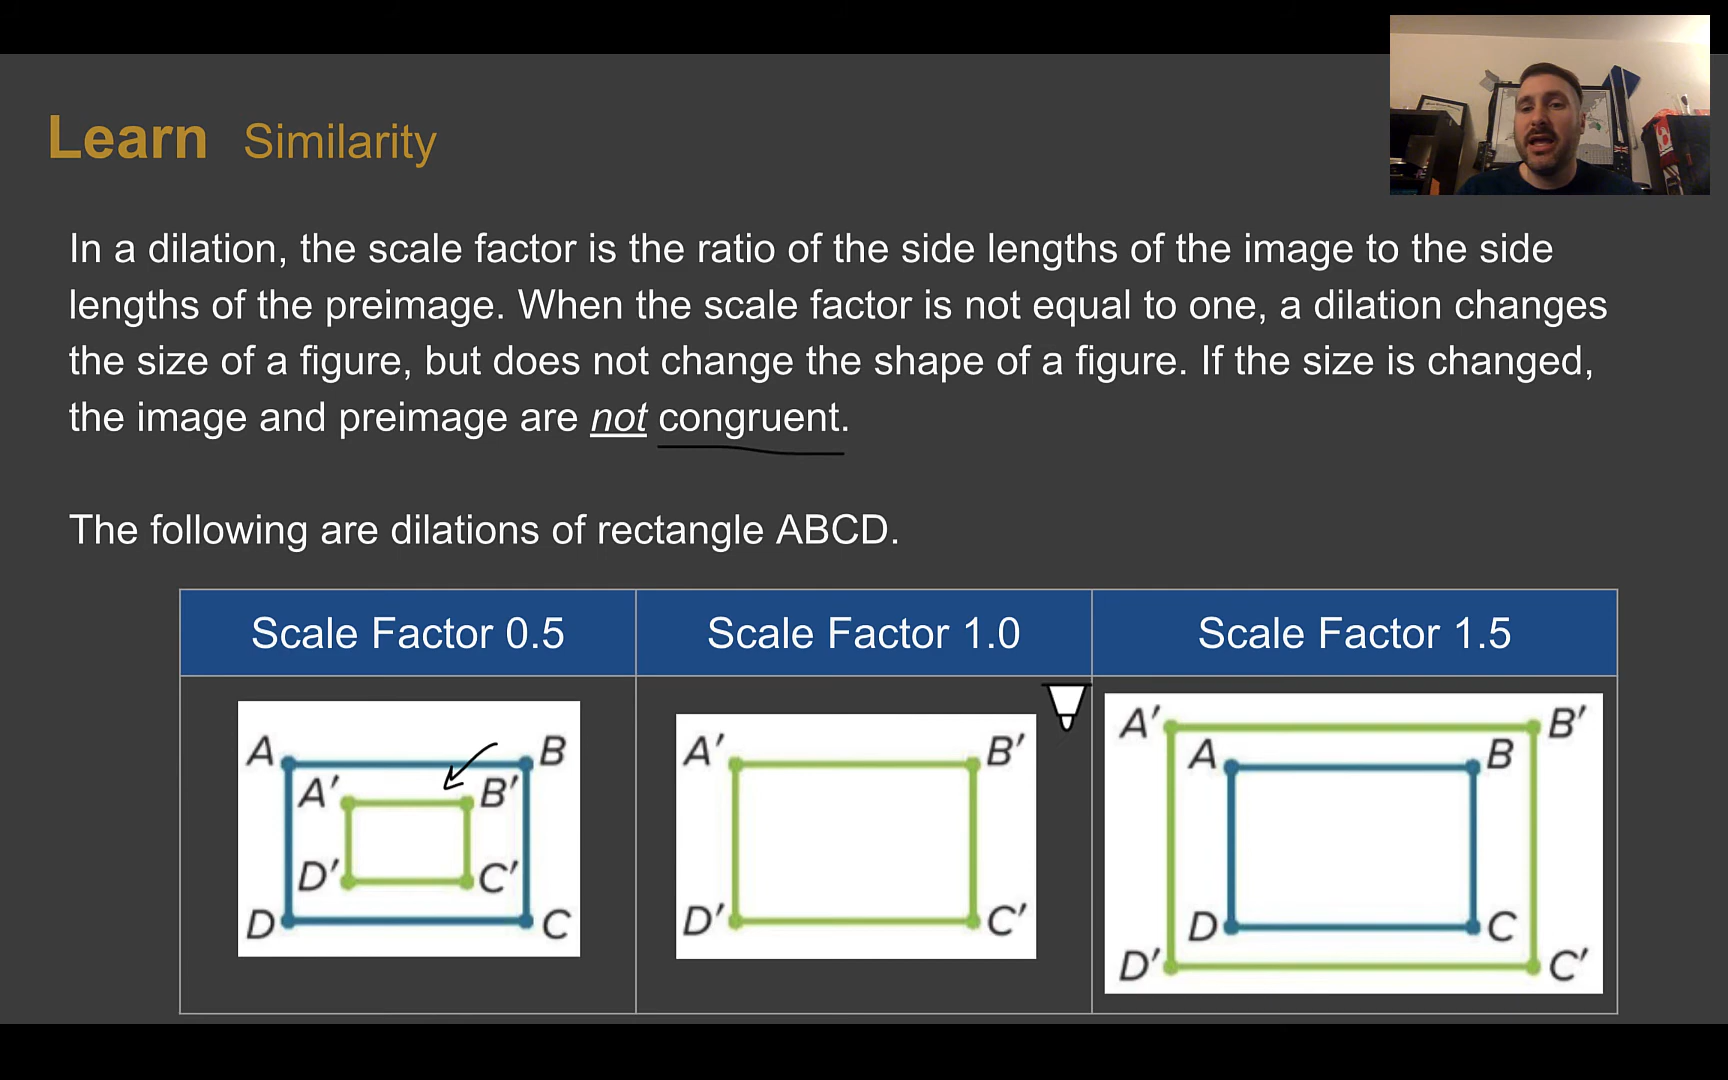 Learn Similarity
In a dilation, the scale factor is the ratio of the side lengths of the image to the side
lengths of the preimage. When the scale factor is not equal to one, a dilation changes
the size of a figure, but does not change the shape of a figure. If the size is changed,
the image and preimage are not congruent.
The following are dilations of rectangle ABCD.
Scale Factor 0.5
Scale Factor 1.0
Scale Factor 1.5
A B
A′ B′
D′ C′
D C
A′ B′
D′ C′
A′ B′
A B
D C
D′ C′